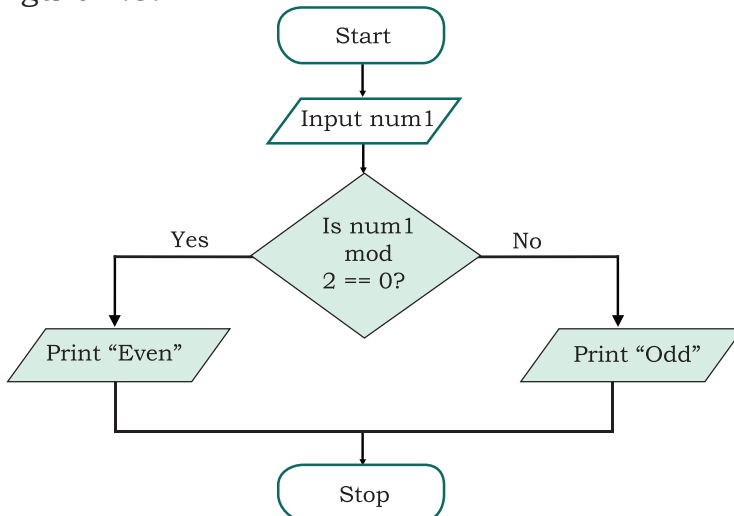 Start
Input num1
Is num1
mod
2 == 0?
Yes
No
Print “Even”
Print “Odd”
Stop